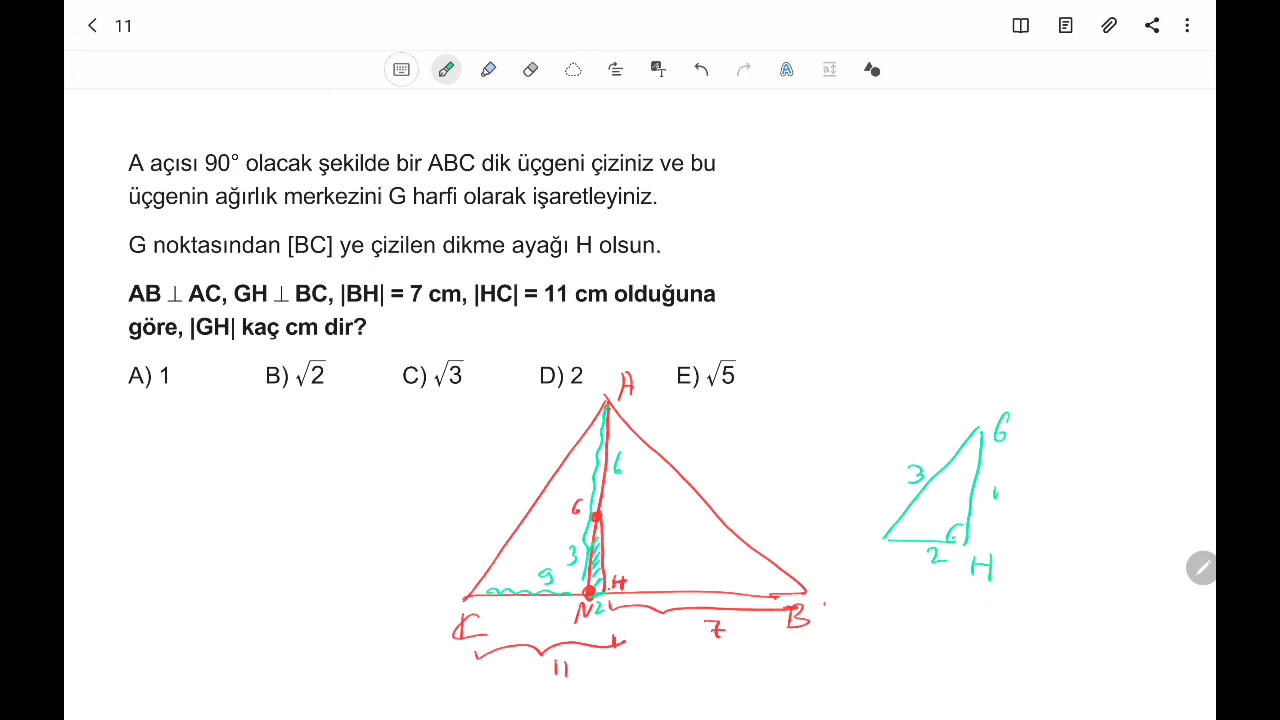 11
A açısı 90° olacak şekilde bir ABC dik üçgeni çiziniz ve bu
üçgenin ağırlık merkezini G harfi olarak işaretleyiniz.
G noktasından [BC] ye çizilen dikme ayağı H olsun.
AB ⊥ AC, GH ⊥ BC, |BH| = 7 cm, |HC| = 11 cm olduğuna
göre, |GH| kaç cm dir?
A) 1 B) √2 C) √3 D) 2 E) √5
A
G
3
6
6
3
9
H
2
H
N 2
C
B
7
11